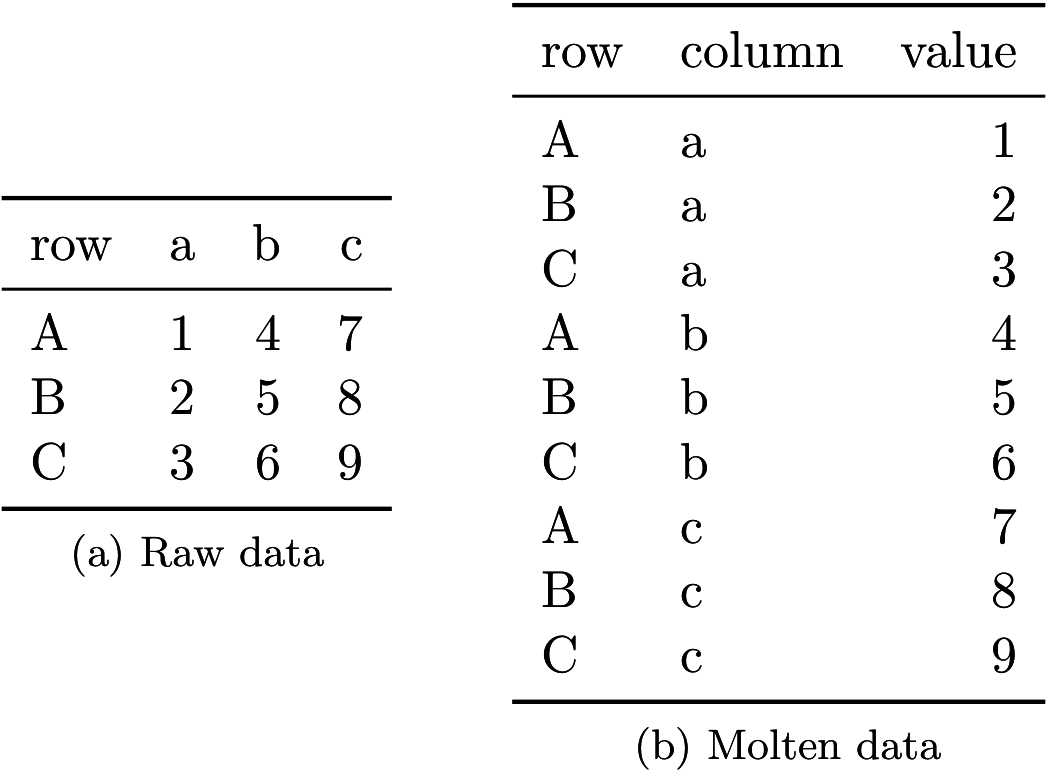 row a b c
A 1 4 7
B 2 5 8
C 3 6 9
(a) Raw data
row column value
A a 1
B a 2
C a 3
A b 4
B b 5
C b 6
A c 7
B c 8
C c 9
(b) Molten data